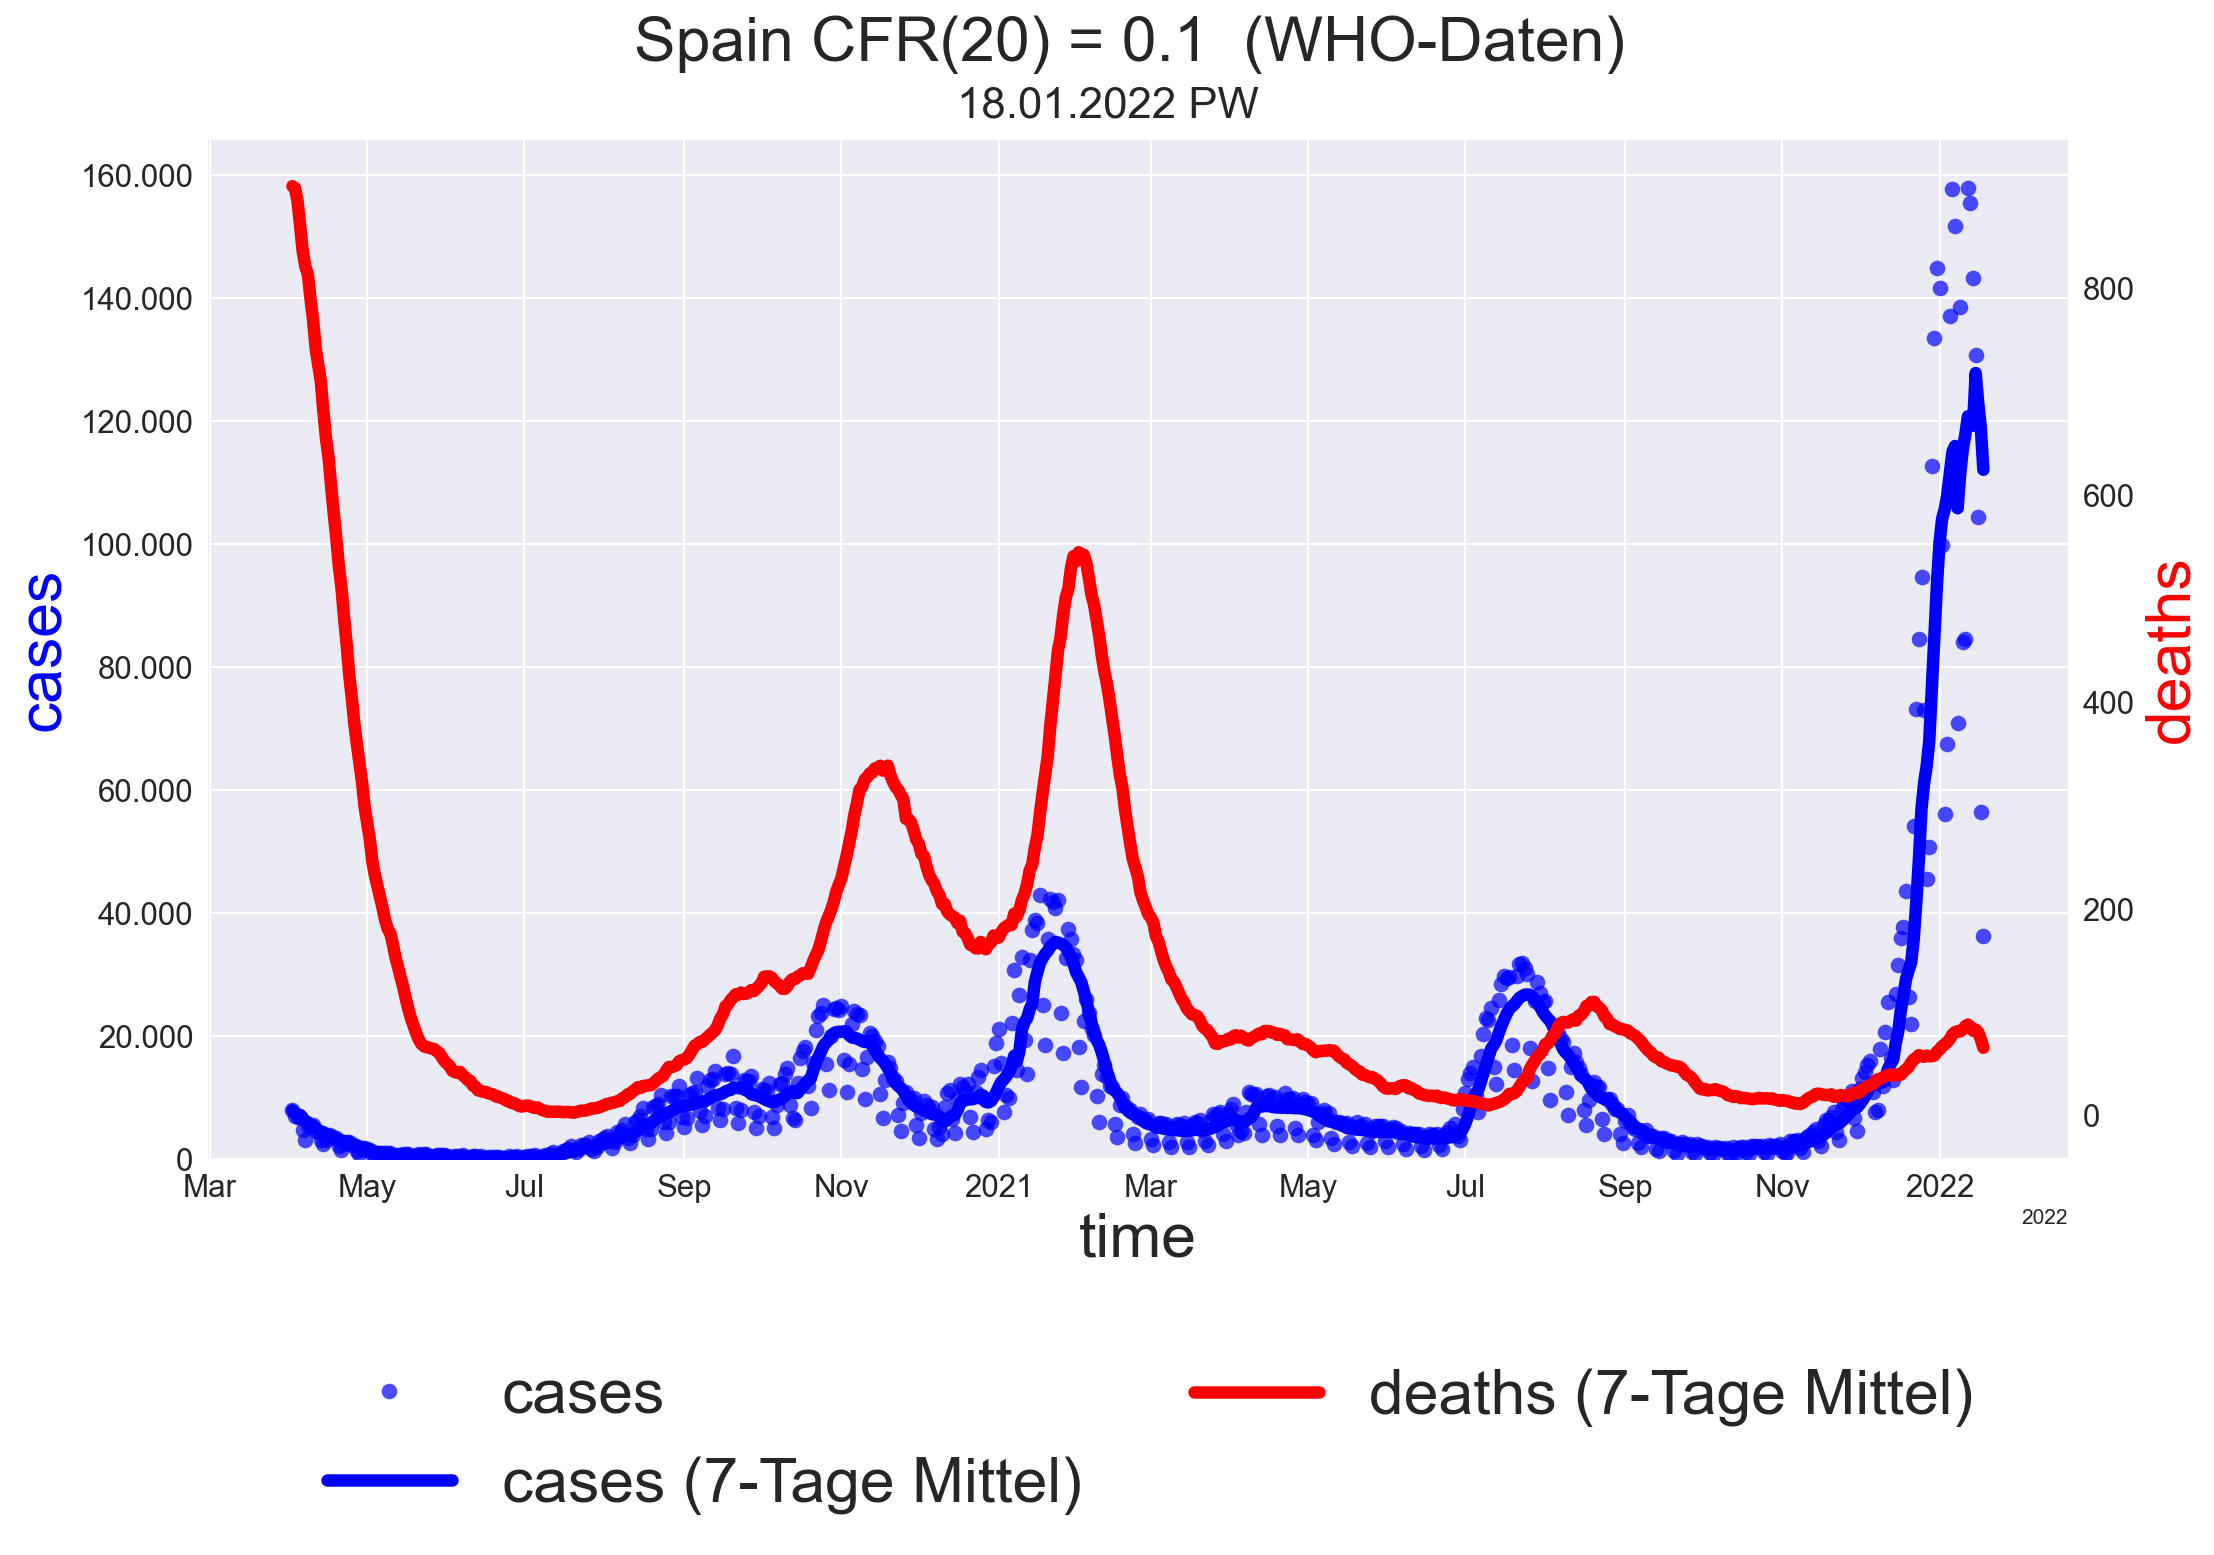 Spain CFR(20) = 0.1  (WHO-Daten)
18.01.2022 PW
160.000
140.000
120.000
100.000
80.000
60.000
40.000
20.000
0
cases
800
600
400
200
0
deaths
Mar May Jul Sep Nov 2021 Mar May Jul Sep Nov 2022
2022
time
cases
deaths (7-Tage Mittel)
cases (7-Tage Mittel)